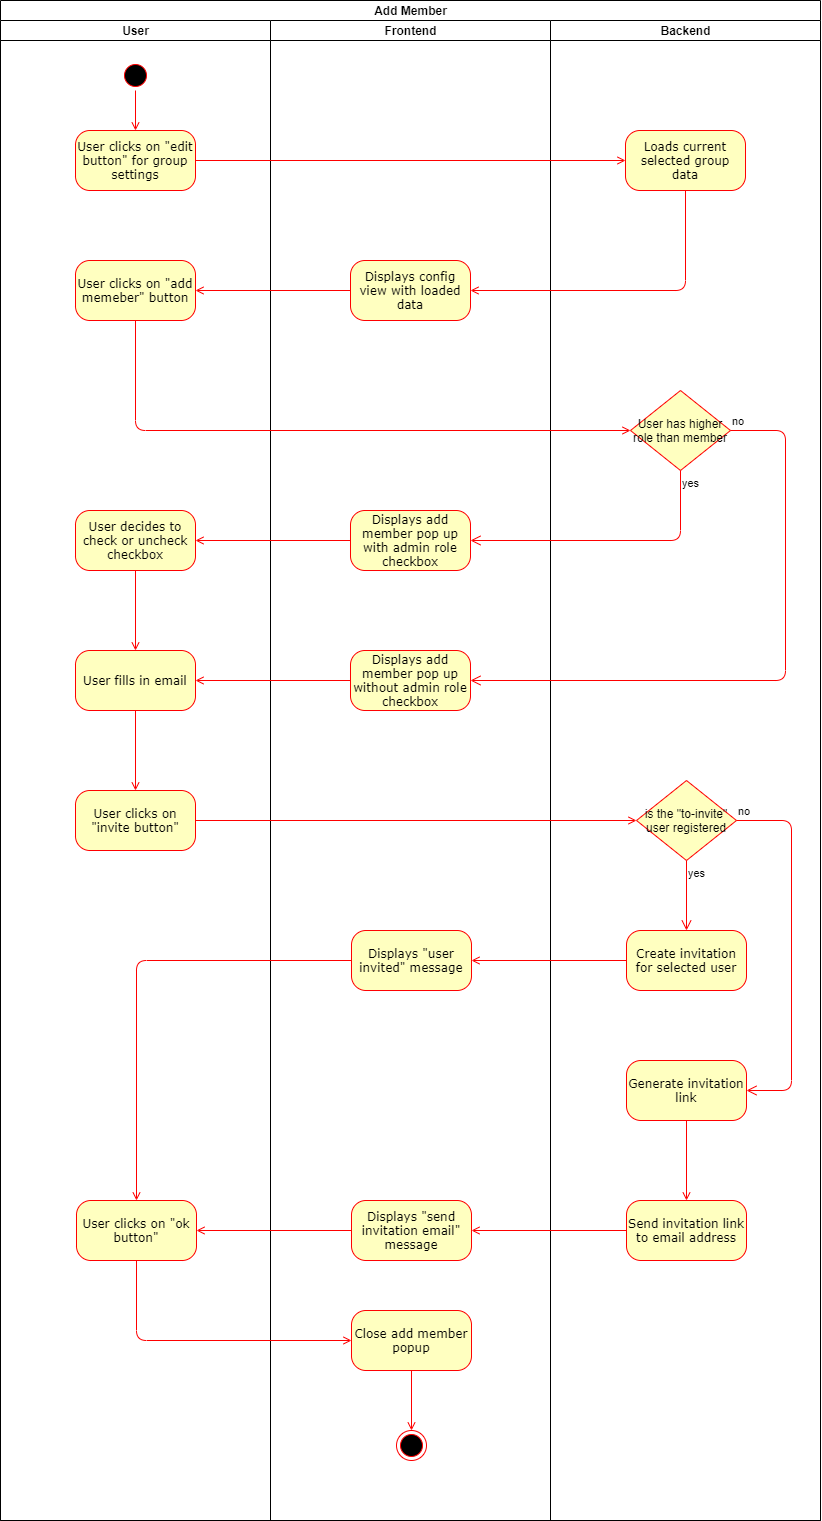 Add Member
User
Frontend
Backend
User clicks on "edit
button" for group
settings
Loads current
selected group
data
User clicks on "add
memeber" button
Displays config
view with loaded
data
User has higher
role than member
no
yes
User decides to
check or uncheck
checkbox
Displays add
member pop up
with admin role
checkbox
User fills in email
Displays add
member pop up
without admin role
checkbox
User clicks on
"invite button"
is the "to-invite"
user registered
no
yes
Displays "user
invited" message
Create invitation
for selected user
Generate invitation
link
User clicks on "ok
button"
Displays "send
invitation email"
message
Send invitation link
to email address
Close add member
popup